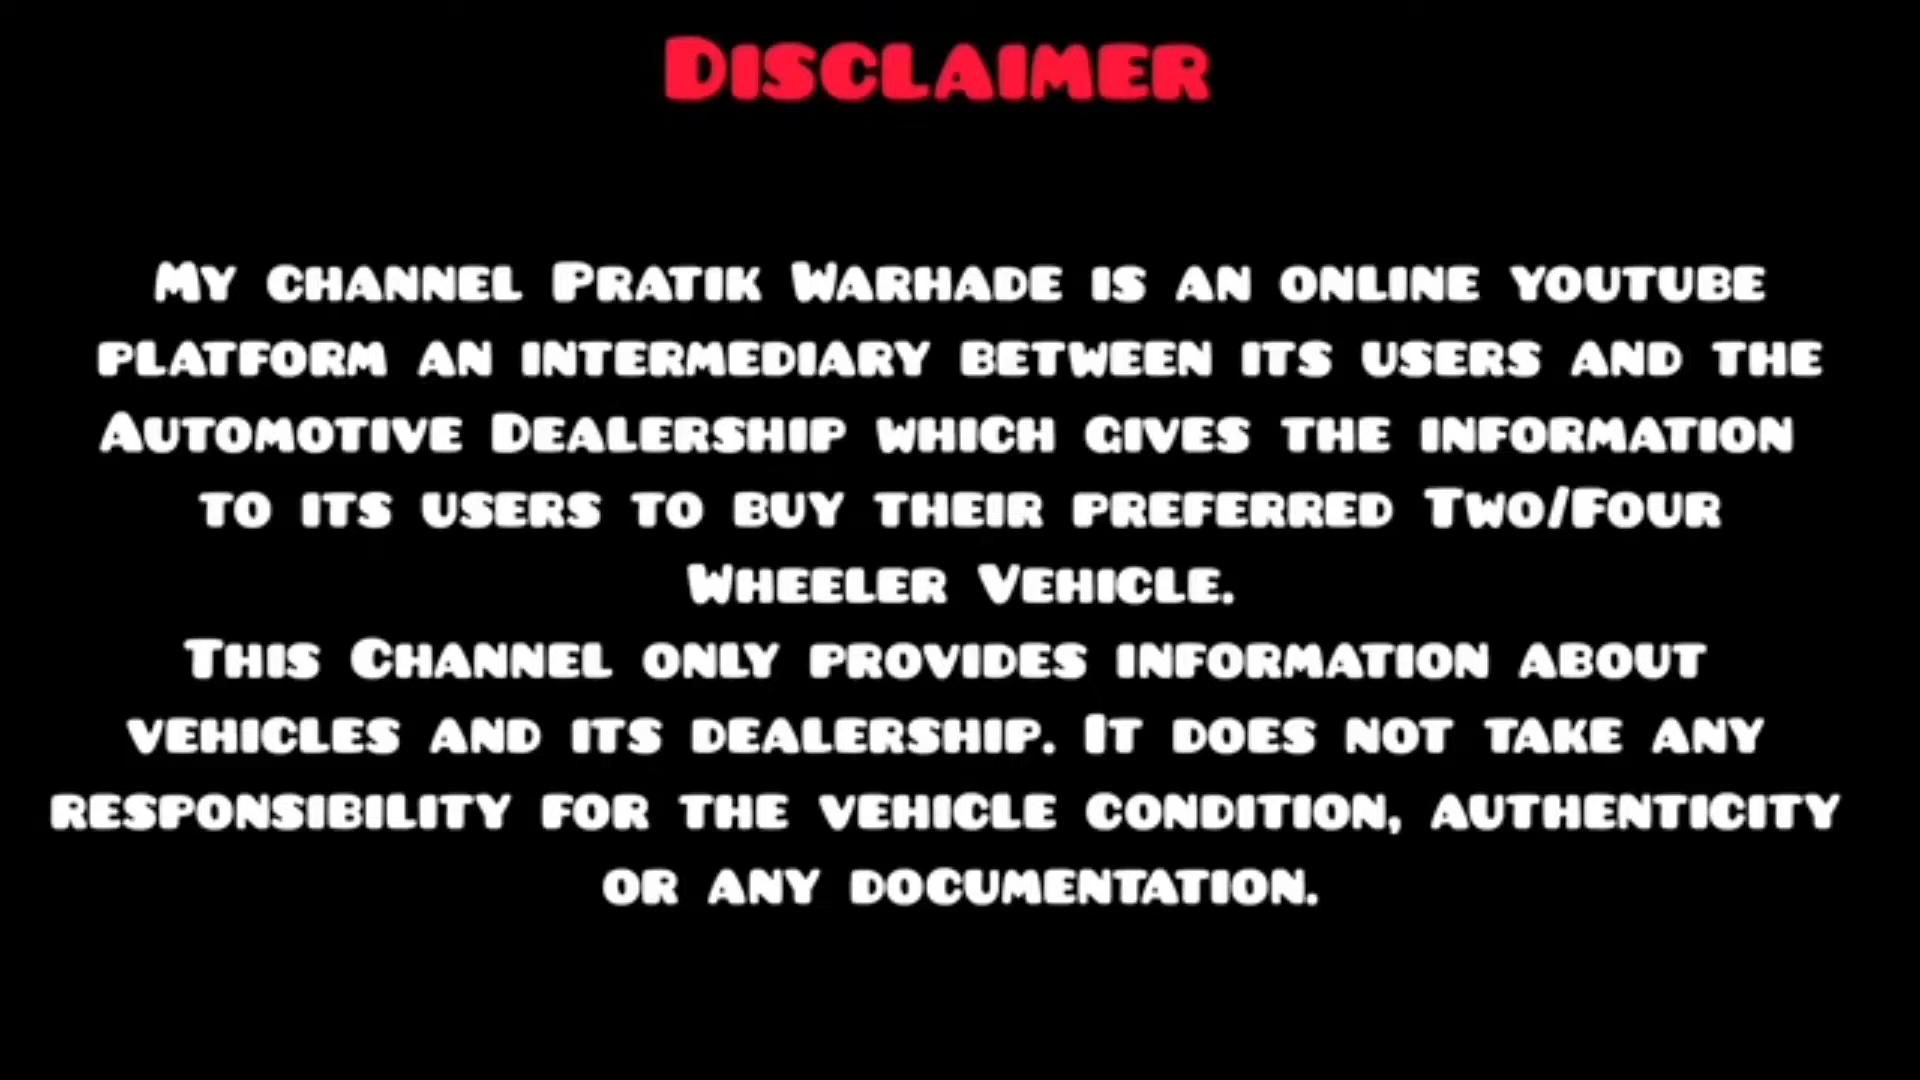 Disclaimer
My channel Pratik Warhade is an online youtube
platform an intermediary between its users and the
Automotive Dealership which gives the information
to its users to buy their preferred Two/Four
Wheeler Vehicle.
This Channel only provides information about
vehicles and its dealership. It does not take any
responsibility for the vehicle condition, authenticity
or any documentation.